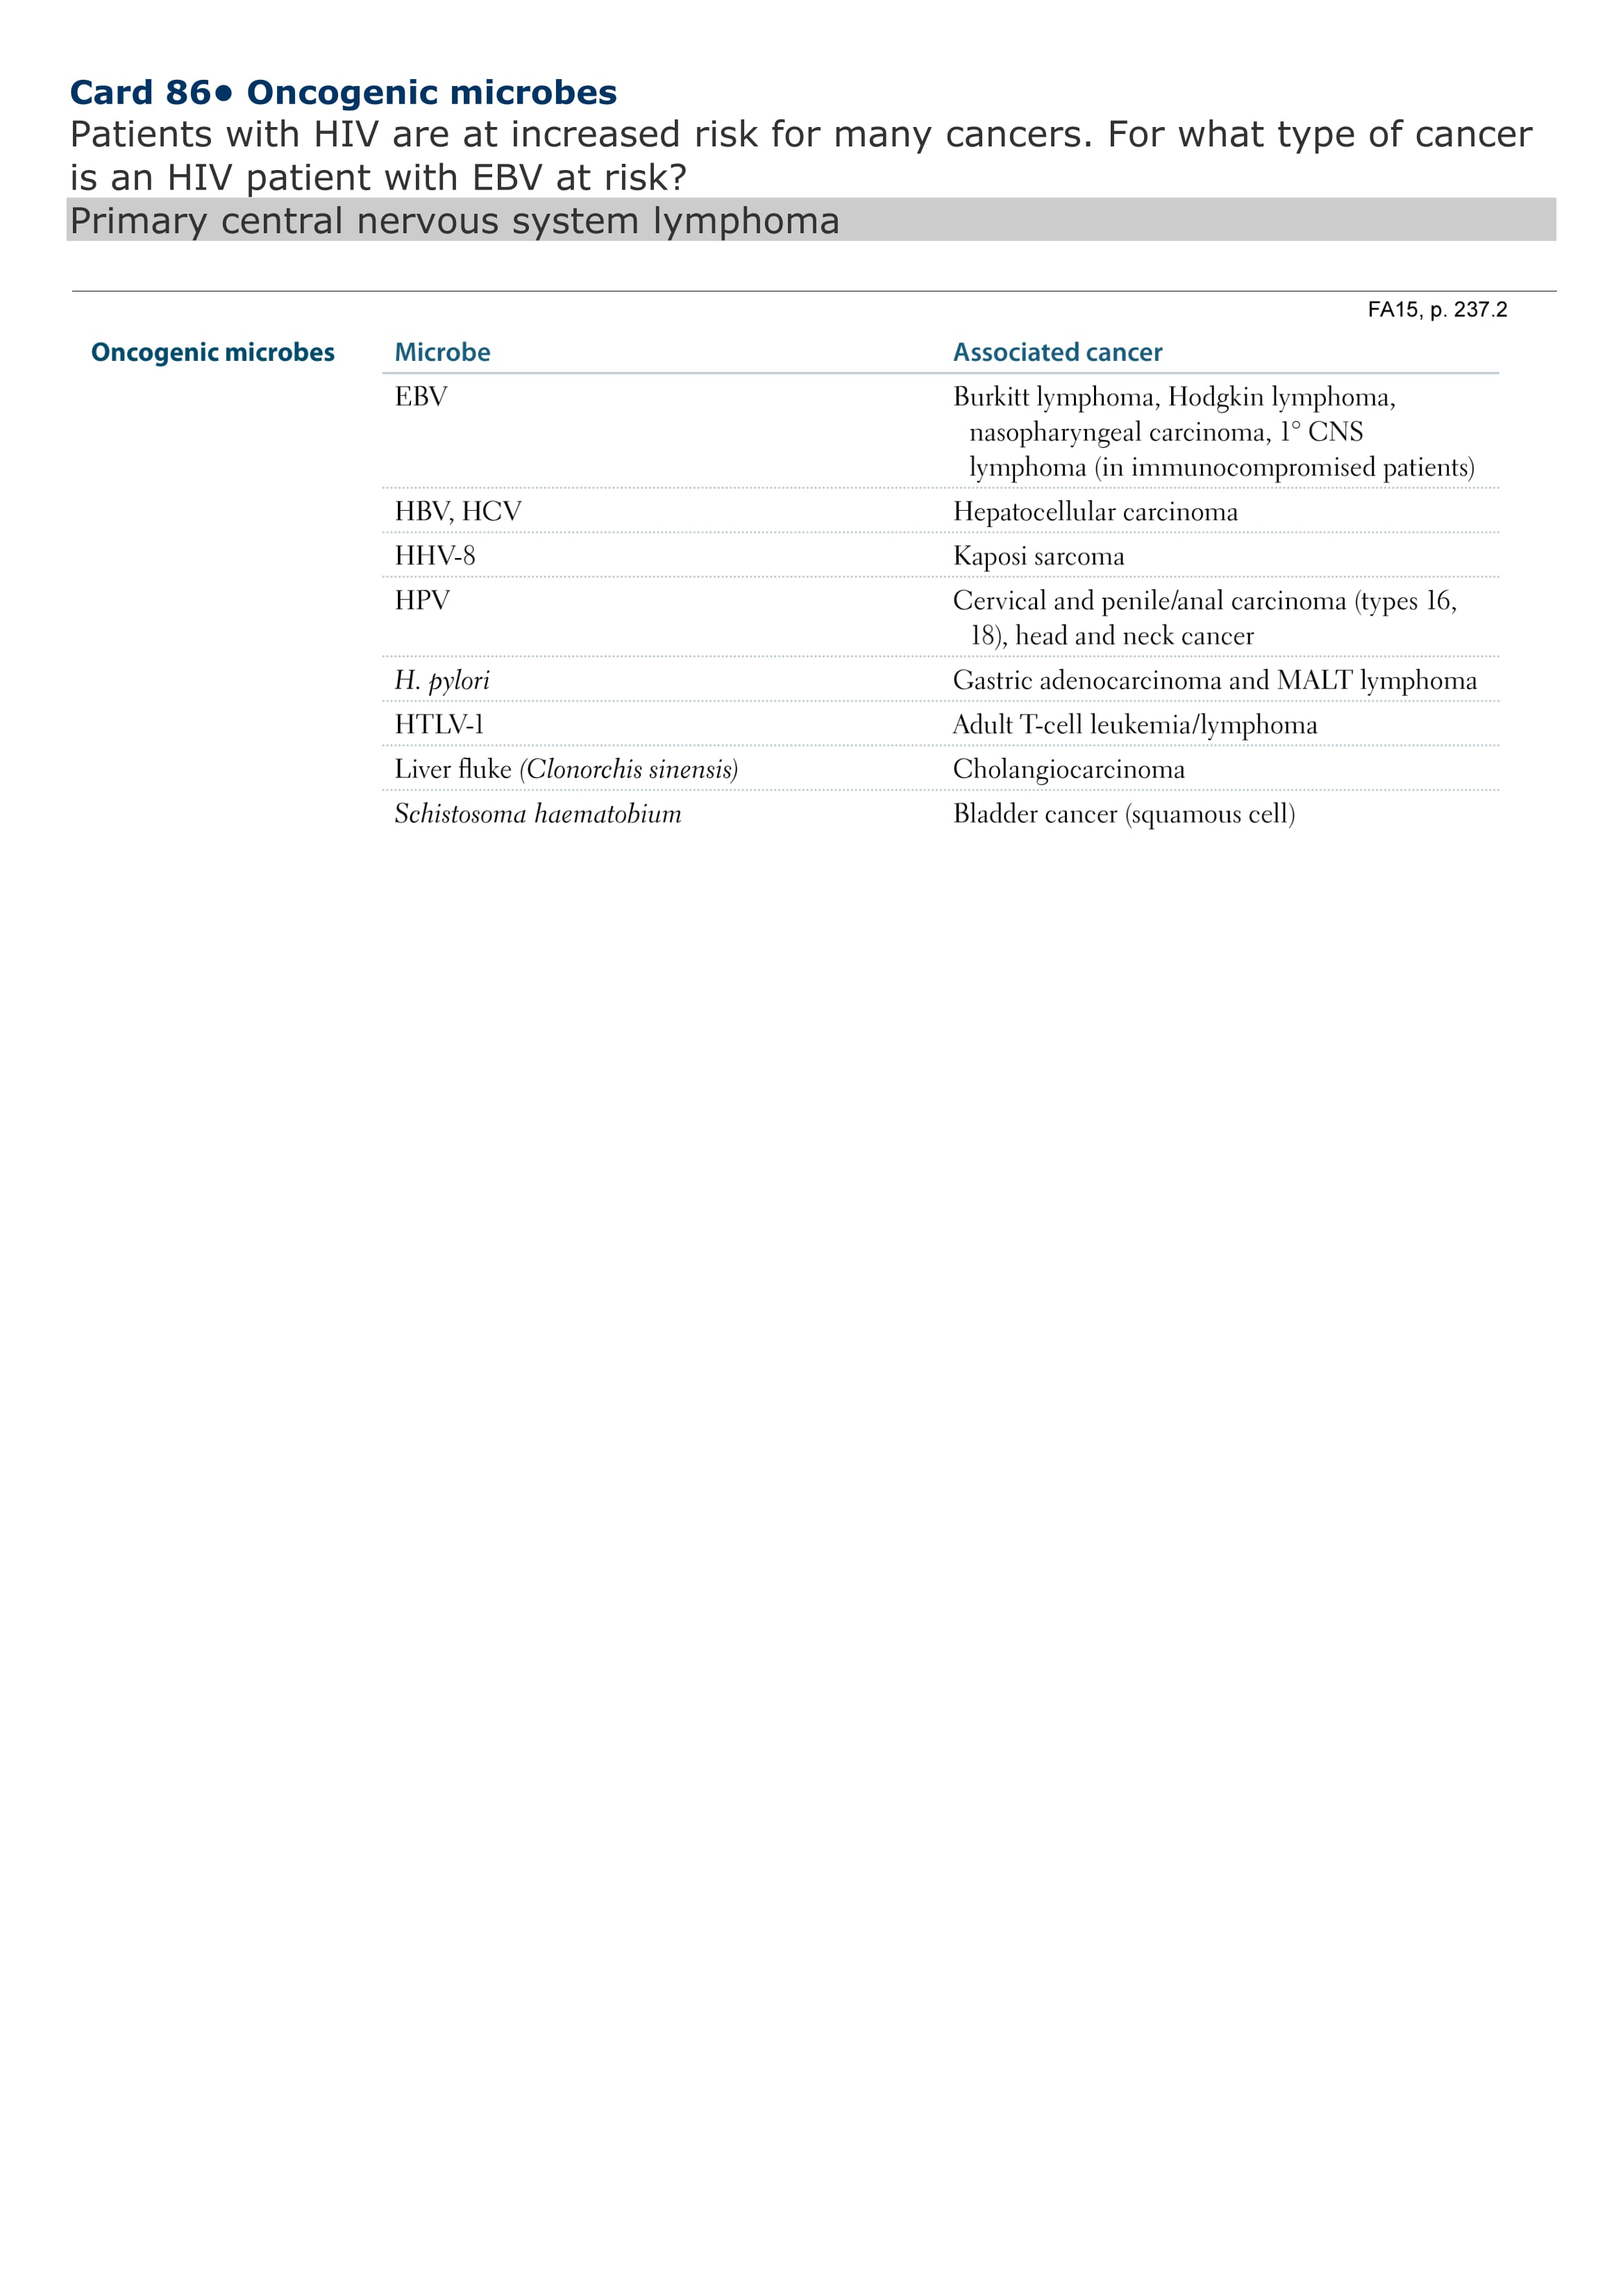 Card 86• Oncogenic microbes
Patients with HIV are at increased risk for many cancers. For what type of cancer
is an HIV patient with EBV at risk?
Primary central nervous system lymphoma
FA15, p. 237.2
Oncogenic microbes Microbe Associated cancer
EBV Burkitt lymphoma, Hodgkin lymphoma,
nasopharyngeal carcinoma, 1° CNS
lymphoma (in immunocompromised patients)
HBV, HCV Hepatocellular carcinoma
HHV-8 Kaposi sarcoma
HPV Cervical and penile/anal carcinoma (types 16,
18), head and neck cancer
H. pylori Gastric adenocarcinoma and MALT lymphoma
HTLV-1 Adult T-cell leukemia/lymphoma
Liver fluke (Clonorchis sinensis) Cholangiocarcinoma
Schistosoma haematobium Bladder cancer (squamous cell)